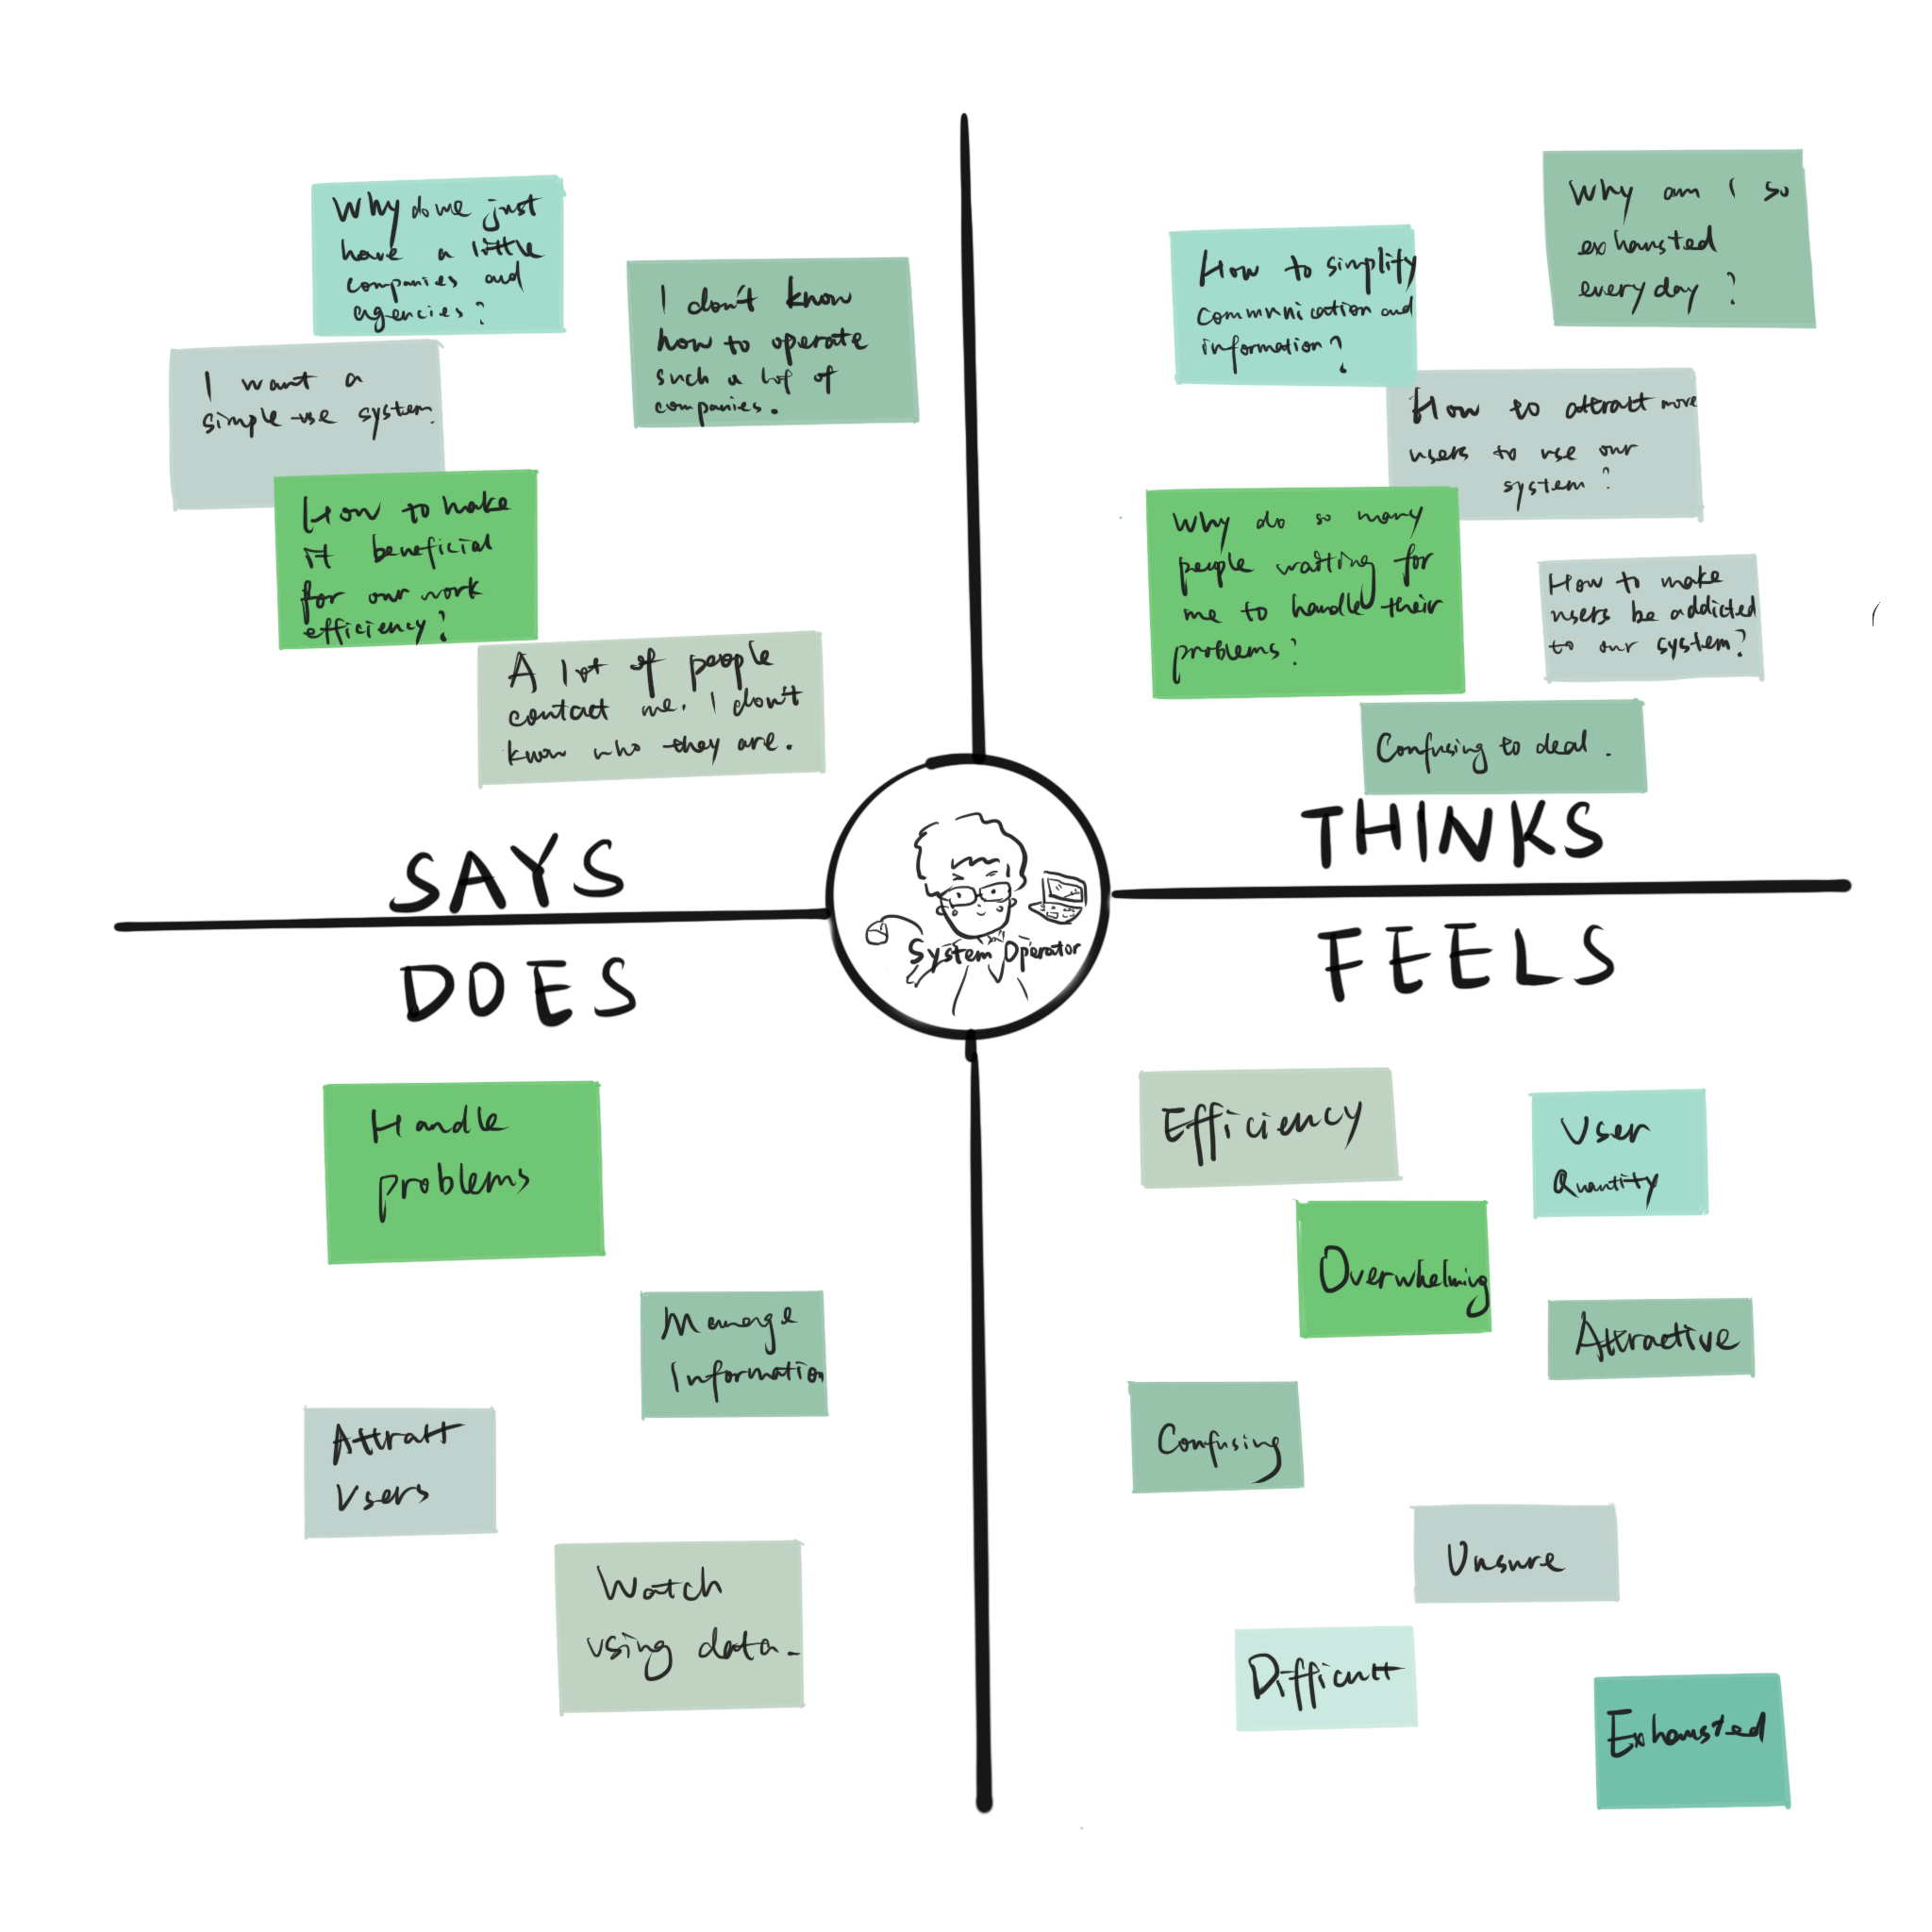 Why do we just
have a little
companies and
agencies?
I don't know
how to operate
such a lot of
companies.
I want a
simple-use system.
How to make
it beneficial
for our work
efficiency?
A lot of people
contact me. I don't
know who they are.
SAYS
How to simplity
communication and
information?
Why am I so
exhausted
everyday?
How to attract more
users to use our
system?
Why do so many
people waiting for
me to handle their
problems?
How to make
users be addicted
to our system?
Confusing to deal.
THINKS
System Operator
DOES
Handle
problems
Manage
Information
Attract
Users
Watch
using data.
FEELS
Efficiency
User
Quantity
Overwhelming
Attractive
Confusing
Unsure
Difficult
Exhausted